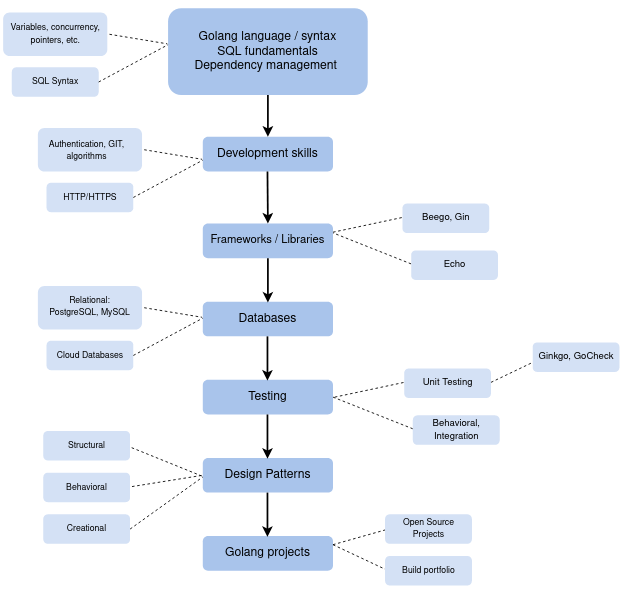 Variables, concurrency,
pointers, etc.
SQL Syntax
Golang language / syntax
SQL fundamentals
Dependency management
Authentication, GIT,
algorithms
HTTP/HTTPS
Development skills
Frameworks / Libraries
Beego, Gin
Echo
Relational:
PostgreSQL, MySQL
Cloud Databases
Databases
Testing
Unit Testing
Ginkgo, GoCheck
Behavioral,
Integration
Structural
Behavioral
Creational
Design Patterns
Golang projects
Open Source
Projects
Build portfolio